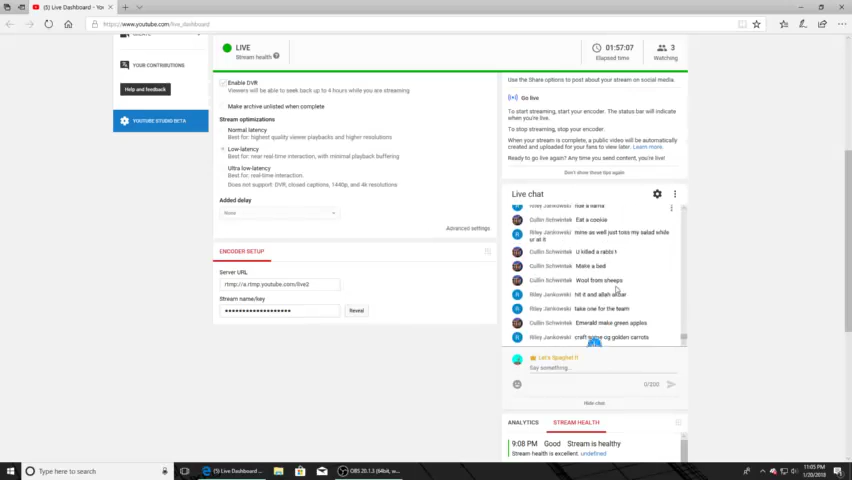 (5) Live Dashboard - Yo
https://www.youtube.com/live_dashboard
YOUR CONTRIBUTIONS
Help and feedback
YOUTUBE STUDIO BETA
LIVE
Stream health
01:57:07
Elapsed time
3
Watching
Enable DVR
Viewers will be able to seek back up to 4 hours while you are streaming
Make archive unlisted when complete
Stream optimizations
Normal latency
Best for: highest quality viewer playbacks and higher resolutions
Low-latency
Best for: near real-time interaction, with minimal playback buffering
Ultra low-latency
Best for: real-time interaction.
Does not support: DVR, closed captions, 1440p, and 4k resolutions
Added delay
None
Advanced settings
ENCODER SETUP
Server URL
rtmp://a.rtmp.youtube.com/live2
Stream name/key
••••••••••••••••••••
Reveal
Use the Share options to post about your stream on social media.
Go live
To start streaming, start your encoder. The status bar will indicate
when you're live.
To stop streaming, stop your encoder.
When your stream is complete, a public video will be automatically
created and uploaded for your fans to view later. Learn more.
Ready to go live again? Any time you send content, you're live!
Don't show these tips again
Live chat
Riley Jankowski ride a llama
Cullin Schwintek Eat a cookie
Riley Jankowski mine as well just toss my salad while
ur at it
Cullin Schwintek U killed a rabbit
Cullin Schwintek Make a bed
Cullin Schwintek Wool from sheeps
Riley Jankowski hit it and allah akbar
Riley Jankowski take one for the team
Cullin Schwintek Emerald make green apples
Riley Jankowski craft some og golden carrots
Let's Spaghet It
Say something...
0/200
Hide chat
ANALYTICS
STREAM HEALTH
9:08 PM Good Stream is healthy
Stream health is excellent. undefined
Type here to search
(5) Live Dashboard ...
OBS 20.1.3 (64bit, w...
11:05 PM
1/20/2018